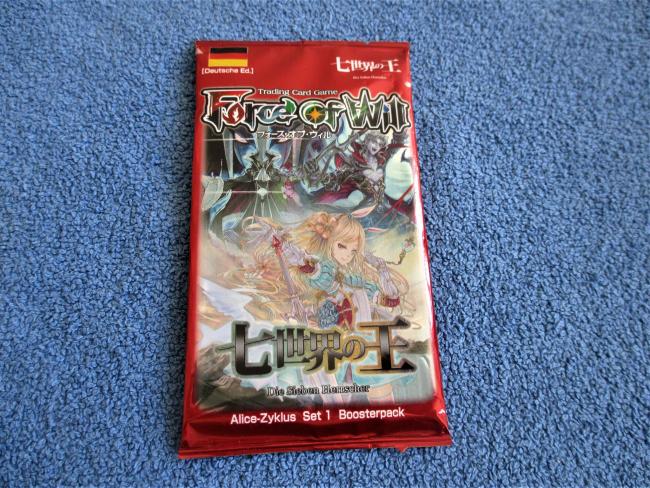 [Deutsche Ed.]
七世界の王
Trading Card Game
Force of Will
フォース・オブ・ウィル
七世界の王
Die Sieben Herrscher
Alice-Zyklus Set 1 Boosterpack